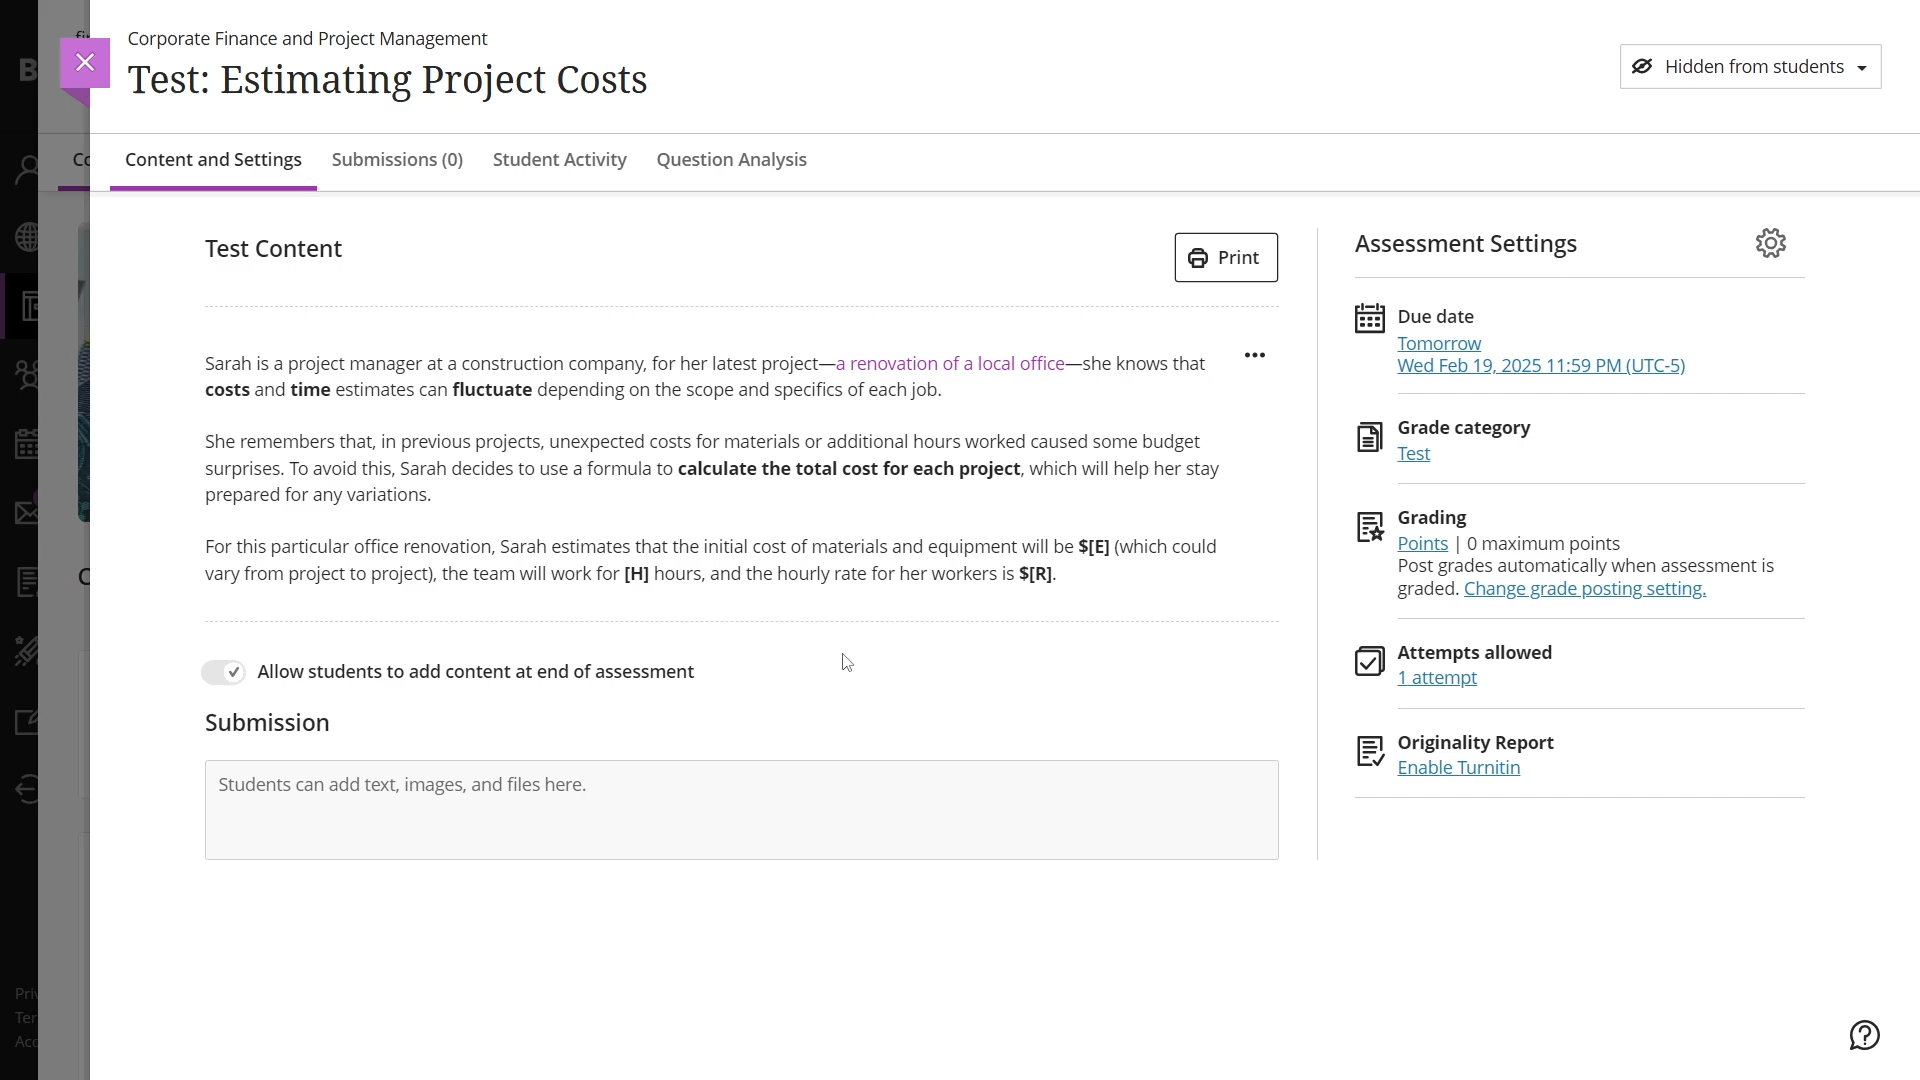 Corporate Finance and Project Management
Test: Estimating Project Costs
Hidden from students
Content and Settings
Submissions (0)
Student Activity
Question Analysis
Test Content
Print
Sarah is a project manager at a construction company, for her latest project—a renovation of a local office—she knows that
costs and time estimates can fluctuate depending on the scope and specifics of each job.
She remembers that, in previous projects, unexpected costs for materials or additional hours worked caused some budget
surprises. To avoid this, Sarah decides to use a formula to calculate the total cost for each project, which will help her stay
prepared for any variations.
For this particular office renovation, Sarah estimates that the initial cost of materials and equipment will be $[E] (which could
vary from project to project), the team will work for [H] hours, and the hourly rate for her workers is $[R].
Allow students to add content at end of assessment
Submission
Students can add text, images, and files here.
Assessment Settings
Due date
Tomorrow
Wed Feb 19, 2025 11:59 PM (UTC-5)
Grade category
Test
Grading
Points | 0 maximum points
Post grades automatically when assessment is
graded. Change grade posting setting.
Attempts allowed
1 attempt
Originality Report
Enable Turnitin